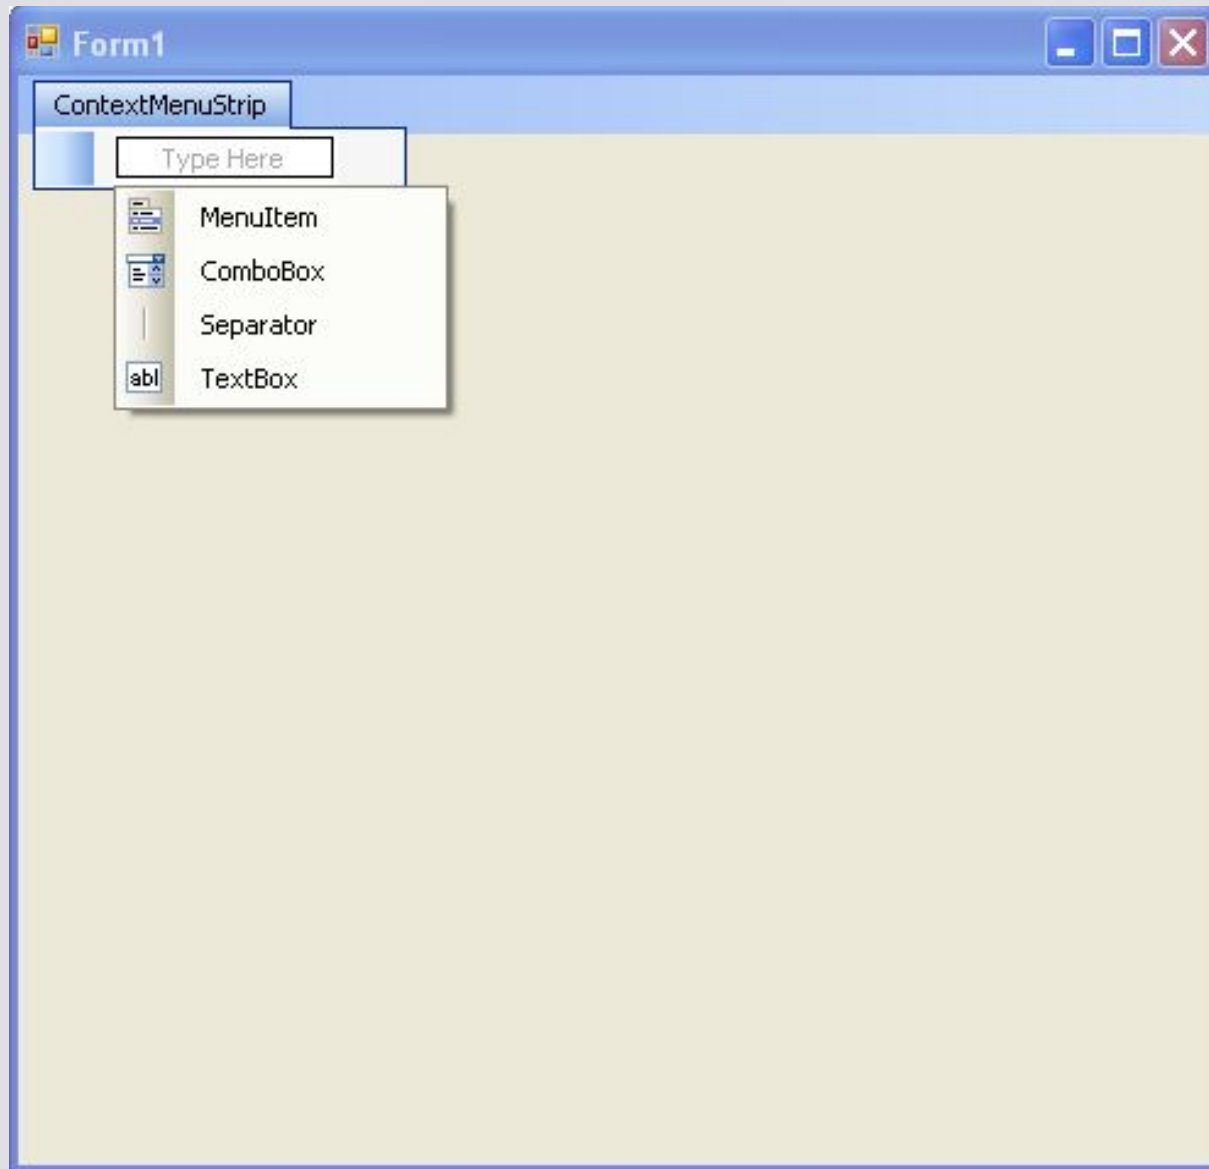 Form1
ContextMenuStrip
Type Here
MenuItem
ComboBox
Separator
abl TextBox